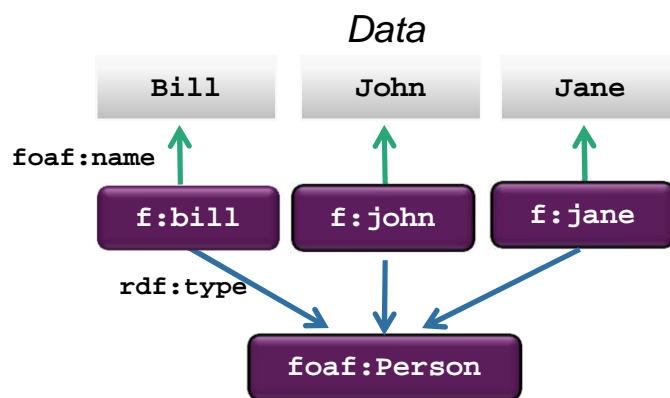 Data
Bill John Jane
foaf:name
f:bill f:john f:jane
rdf:type
foaf:Person